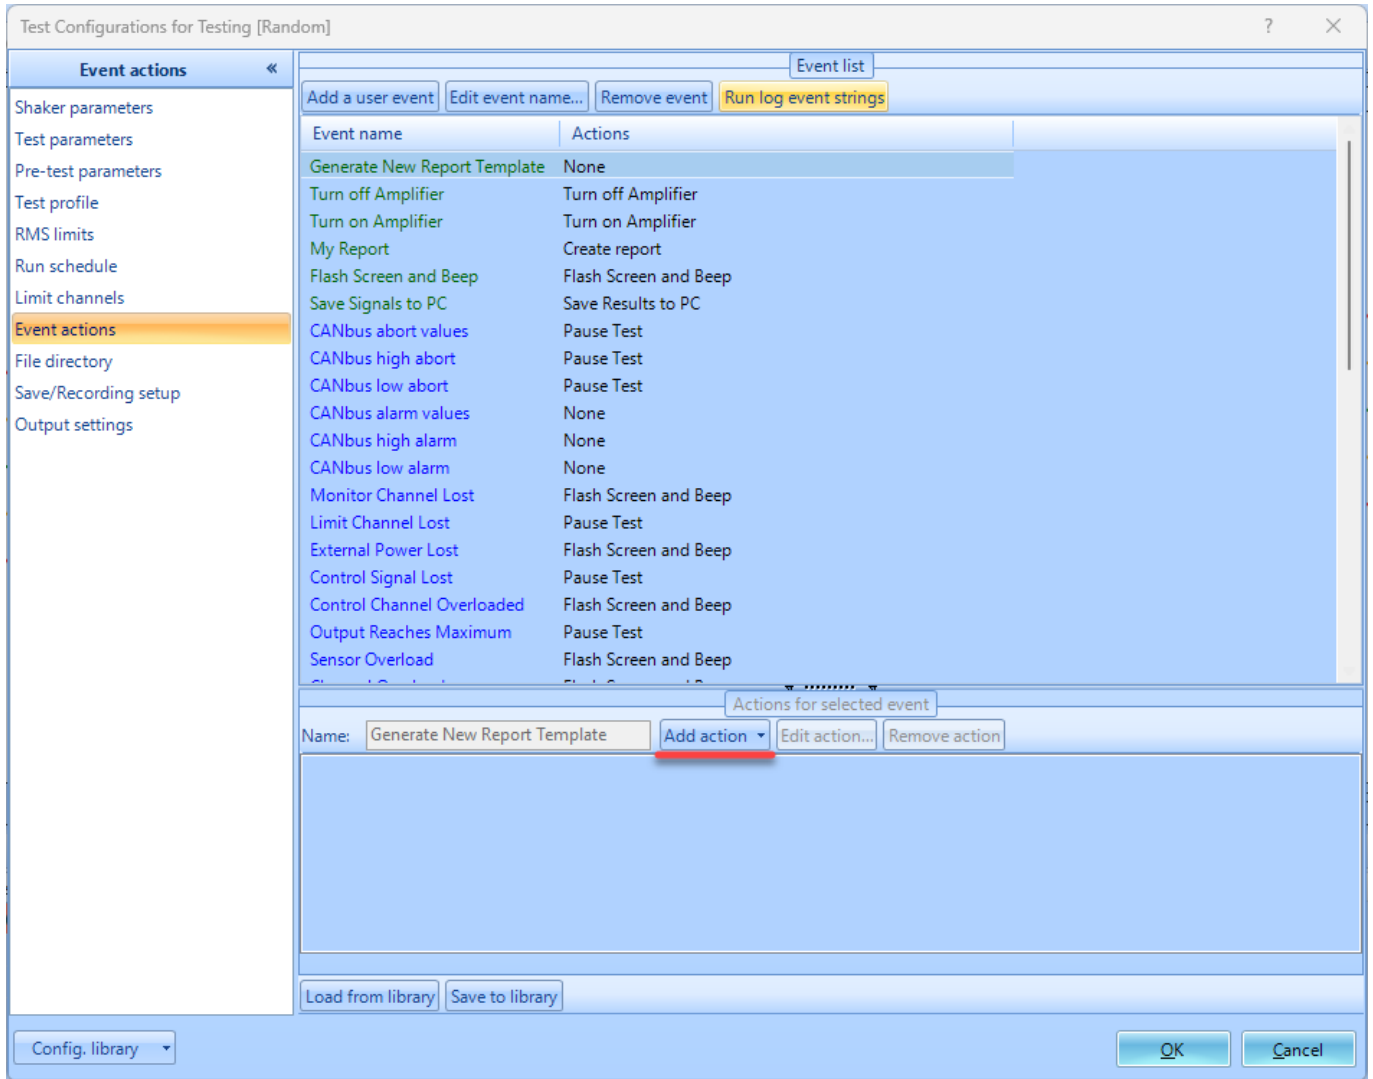 Test Configurations for Testing [Random]
?
Event actions «
Shaker parameters
Test parameters
Pre-test parameters
Test profile
RMS limits
Run schedule
Limit channels
Event actions
File directory
Save/Recording setup
Output settings
Event list
Add a user event Edit event name... Remove event Run log event strings
Event name Actions
Generate New Report Template None
Turn off Amplifier Turn off Amplifier
Turn on Amplifier Turn on Amplifier
My Report Create report
Flash Screen and Beep Flash Screen and Beep
Save Signals to PC Save Results to PC
CANbus abort values Pause Test
CANbus high abort Pause Test
CANbus low abort Pause Test
CANbus alarm values None
CANbus high alarm None
CANbus low alarm None
Monitor Channel Lost Flash Screen and Beep
Limit Channel Lost Pause Test
External Power Lost Flash Screen and Beep
Control Signal Lost Pause Test
Control Channel Overloaded Flash Screen and Beep
Output Reaches Maximum Pause Test
Sensor Overload Flash Screen and Beep
Actions for selected event
Name: Generate New Report Template Add action Edit action... Remove action
Load from library Save to library
Config. library OK Cancel